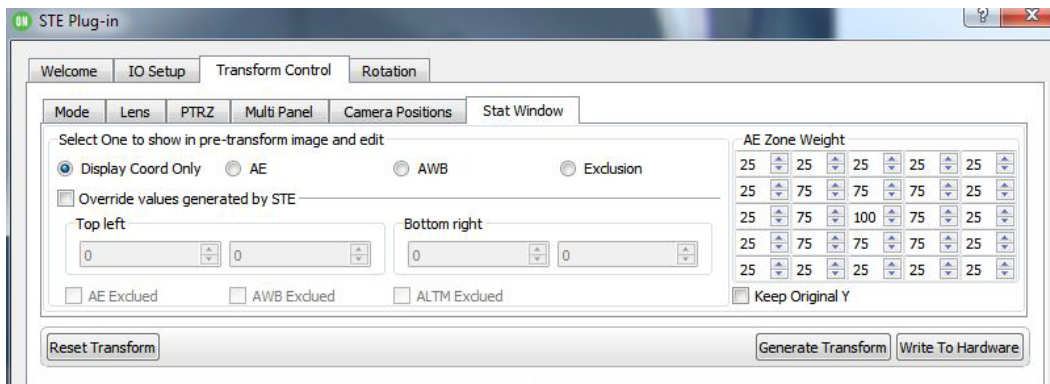 ON STE Plug-in ? X
Welcome IO Setup Transform Control Rotation
Mode Lens PTRZ Multi Panel Camera Positions Stat Window
Select One to show in pre-transform image and edit
Display Coord Only AE AWB Exclusion
Override values generated by STE
Top left
0 0
Bottom right
0 0
AE Exclued AWB Exclued ALTM Exclued
AE Zone Weight
25 25 25 25 25
25 75 75 75 25
25 75 100 75 25
25 75 75 75 25
25 25 25 25 25
Keep Original Y
Reset Transform Generate Transform Write To Hardware